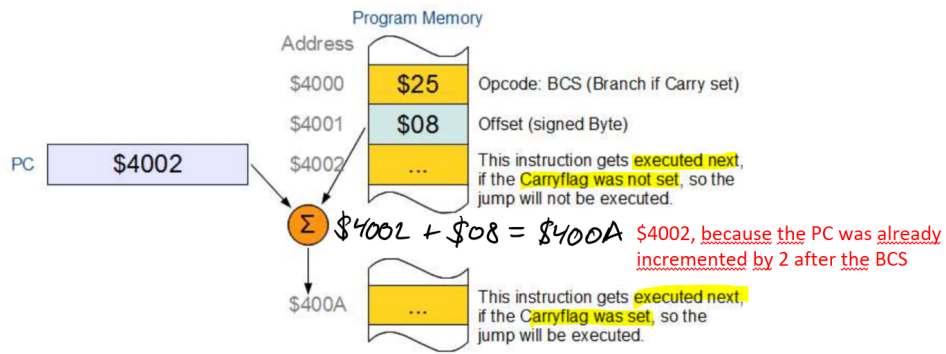 Program Memory
Address
$4000 $25 Opcode: BCS (Branch if Carry set)
$4001 $08 Offset (signed Byte)
PC $4002 $4002 ... This instruction gets executed next,
if the Carryflag was not set, so the
jump will not be executed.
Σ $4002 + $08 = $400A $4002, because the PC was already
incremented by 2 after the BCS
$400A ... This instruction gets executed next,
if the Carryflag was set, so the
jump will be executed.